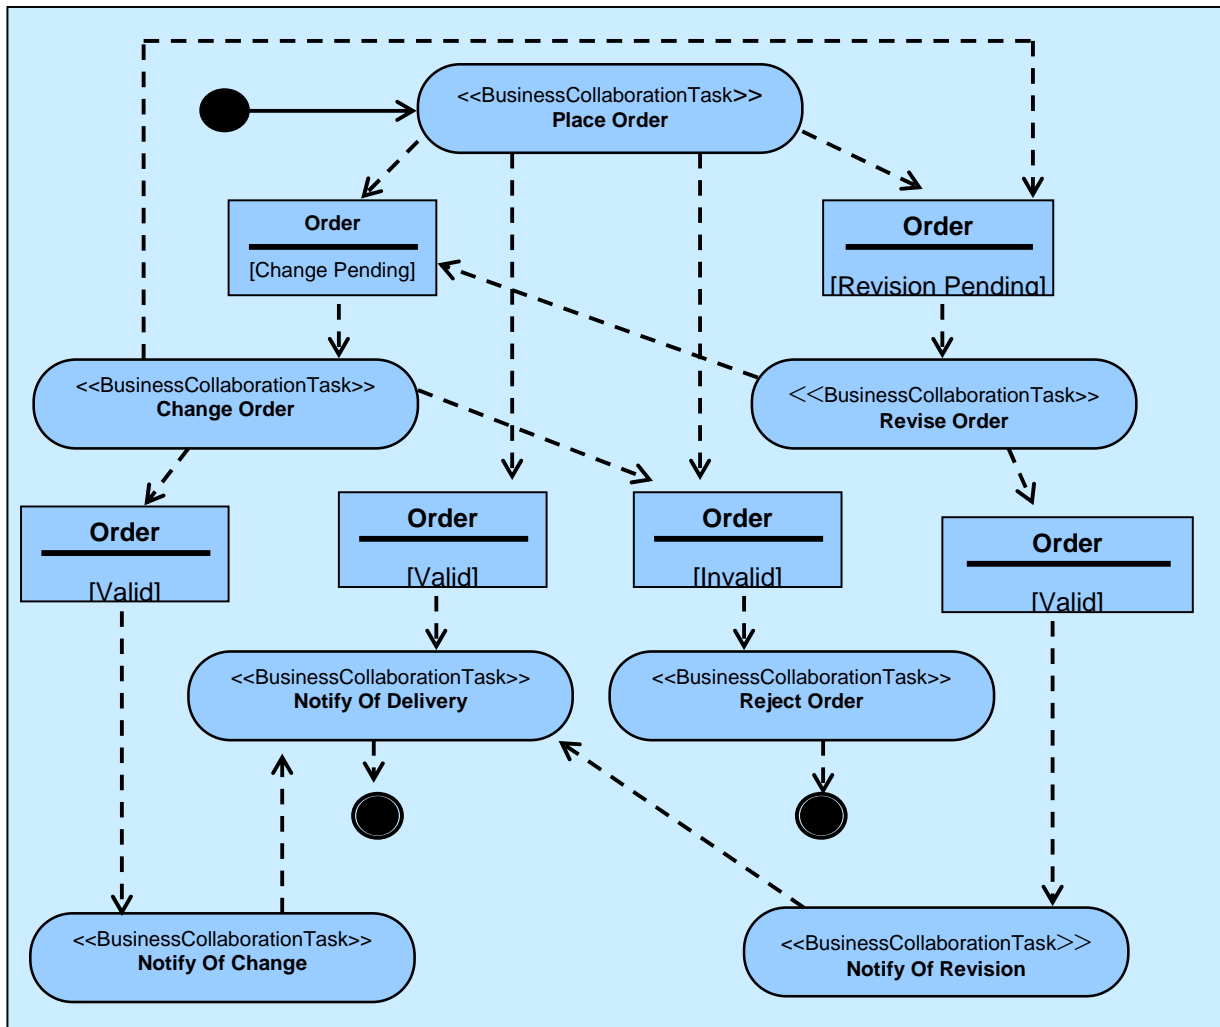 <<BusinessCollaborationTask>>
Place Order
Order
[Change Pending]
Order
[Revision Pending]
<<BusinessCollaborationTask>>
Change Order
<<BusinessCollaborationTask>>
Revise Order
Order
[Valid]
Order
[Valid]
Order
[Invalid]
Order
[Valid]
<<BusinessCollaborationTask>>
Notify Of Delivery
<<BusinessCollaborationTask>>
Reject Order
<<BusinessCollaborationTask>>
Notify Of Change
<<BusinessCollaborationTask>>
Notify Of Revision